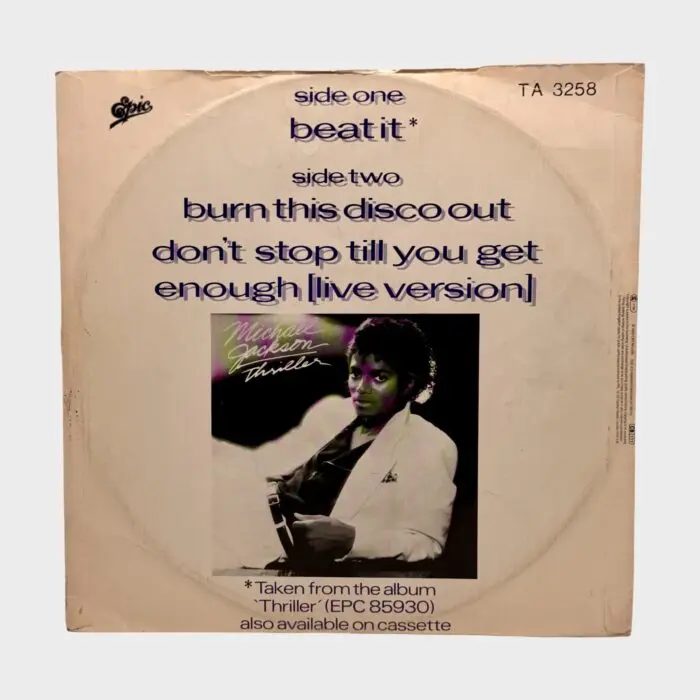 Epic
TA 3258
side one
beat it*
side two
burn this disco out
don't stop till you get
enough [live version]
Michael
Jackson
Thriller
*Taken from the album
`Thriller´ (EPC 85930)
also available on cassette